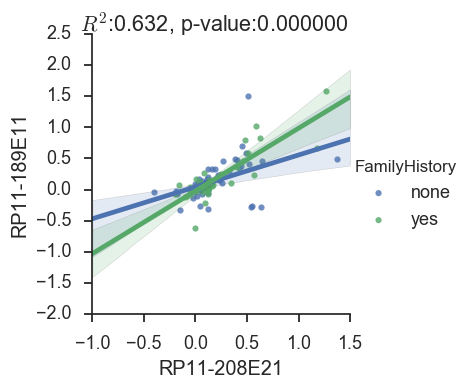 R²:0.632, p-value:0.000000
2.5
2.0
1.5
1.0
0.5
0.0
−0.5
−1.0
−1.5
−2.0
RP11-189E11
−1.0 −0.5 0.0 0.5 1.0 1.5
RP11-208E21
FamilyHistory
none
yes